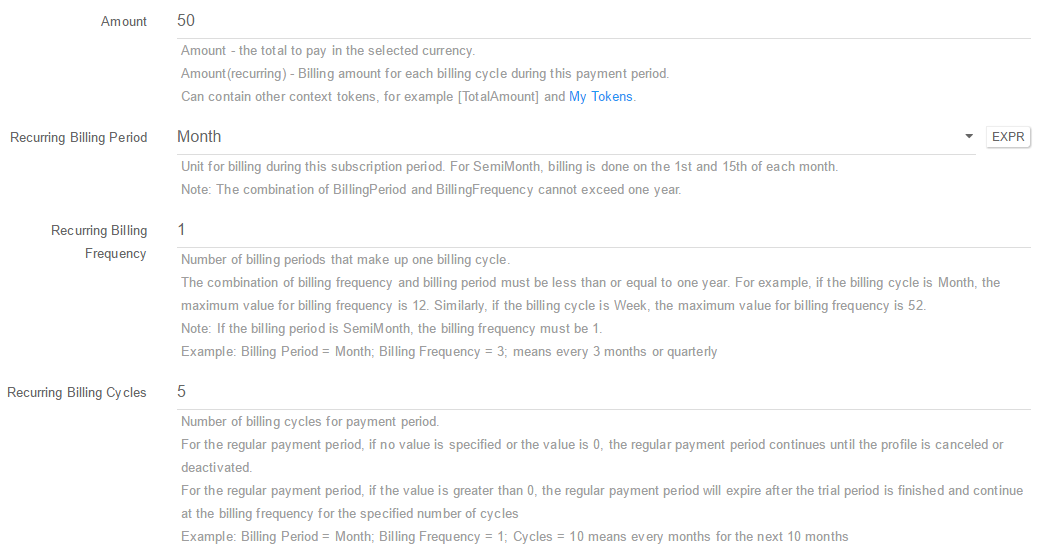 Amount
50
Amount - the total to pay in the selected currency.
Amount(recurring) - Billing amount for each billing cycle during this payment period.
Can contain other context tokens, for example [TotalAmount] and My Tokens.
Recurring Billing Period
Month
EXPR
Unit for billing during this subscription period. For SemiMonth, billing is done on the 1st and 15th of each month.
Note: The combination of BillingPeriod and BillingFrequency cannot exceed one year.
Recurring Billing
Frequency
1
Number of billing periods that make up one billing cycle.
The combination of billing frequency and billing period must be less than or equal to one year. For example, if the billing cycle is Month, the
maximum value for billing frequency is 12. Similarly, if the billing cycle is Week, the maximum value for billing frequency is 52.
Note: If the billing period is SemiMonth, the billing frequency must be 1.
Example: Billing Period = Month; Billing Frequency = 3; means every 3 months or quarterly
Recurring Billing Cycles
5
Number of billing cycles for payment period.
For the regular payment period, if no value is specified or the value is 0, the regular payment period continues until the profile is canceled or
deactivated.
For the regular payment period, if the value is greater than 0, the regular payment period will expire after the trial period is finished and continue
at the billing frequency for the specified number of cycles
Example: Billing Period = Month; BIlling Frequency = 1; Cycles = 10 means every months for the next 10 months